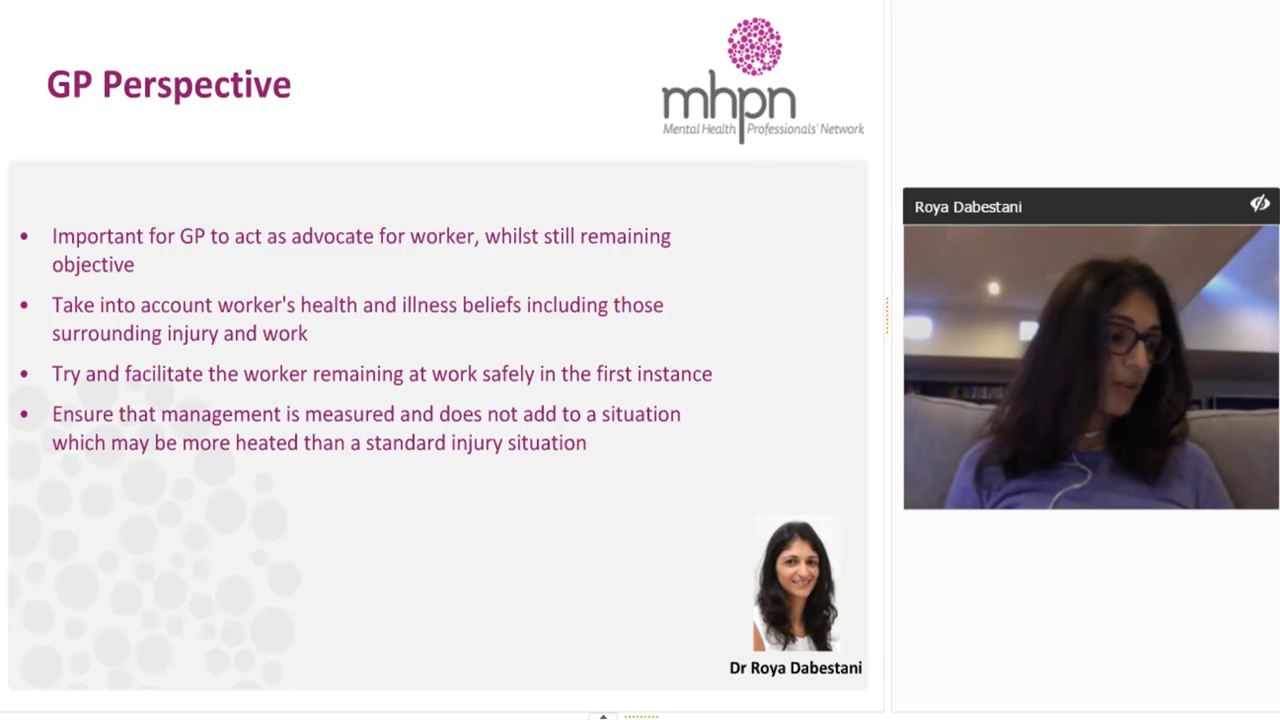 GP Perspective
mhpn
Mental Health Professionals' Network
• Important for GP to act as advocate for worker, whilst still remaining
objective
• Take into account worker's health and illness beliefs including those
surrounding injury and work
• Try and facilitate the worker remaining at work safely in the first instance
• Ensure that management is measured and does not add to a situation
which may be more heated than a standard injury situation
Dr Roya Dabestani
Roya Dabestani